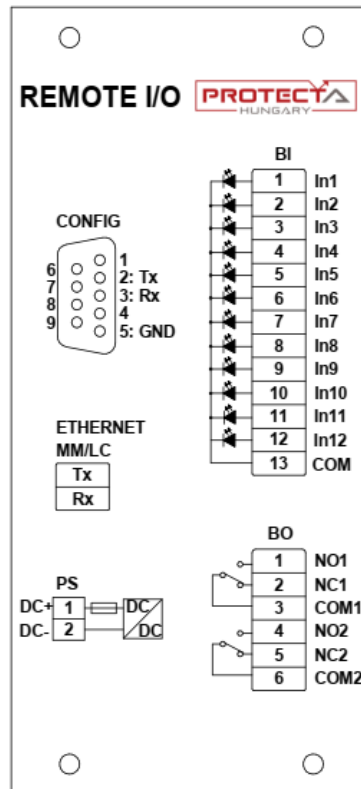 REMOTE I/O PROTECTA
HUNGARY
BI
1 In1
2 In2
3 In3
4 In4
5 In5
6 In6
7 In7
8 In8
9 In9
10 In10
11 In11
12 In12
13 COM
CONFIG
1
6
2: Tx
7
3: Rx
8
4
9
5: GND
ETHERNET
MM/LC
Tx
Rx
PS
DC+ 1 DC
DC- 2 DC
BO
1 NO1
2 NC1
3 COM1
4 NO2
5 NC2
6 COM2